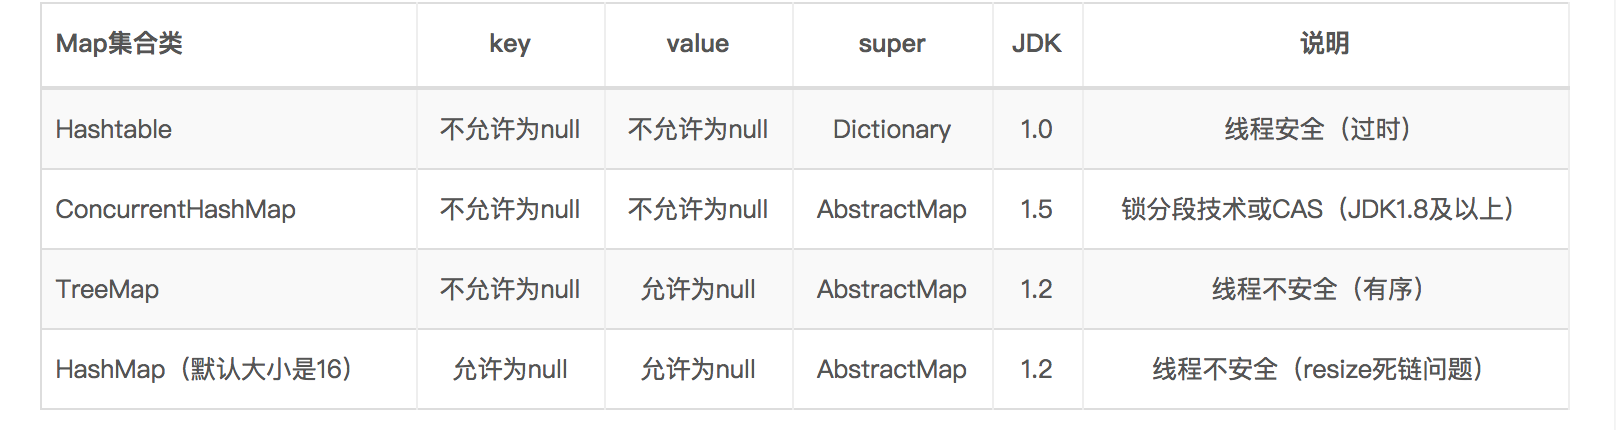 Map集合类 key value super JDK 说明
Hashtable 不允许为null 不允许为null Dictionary 1.0 线程安全（过时）
ConcurrentHashMap 不允许为null 不允许为null AbstractMap 1.5 锁分段技术或CAS（JDK1.8及以上）
TreeMap 不允许为null 允许为null AbstractMap 1.2 线程不安全（有序）
HashMap（默认大小是16） 允许为null 允许为null AbstractMap 1.2 线程不安全（resize死链问题）